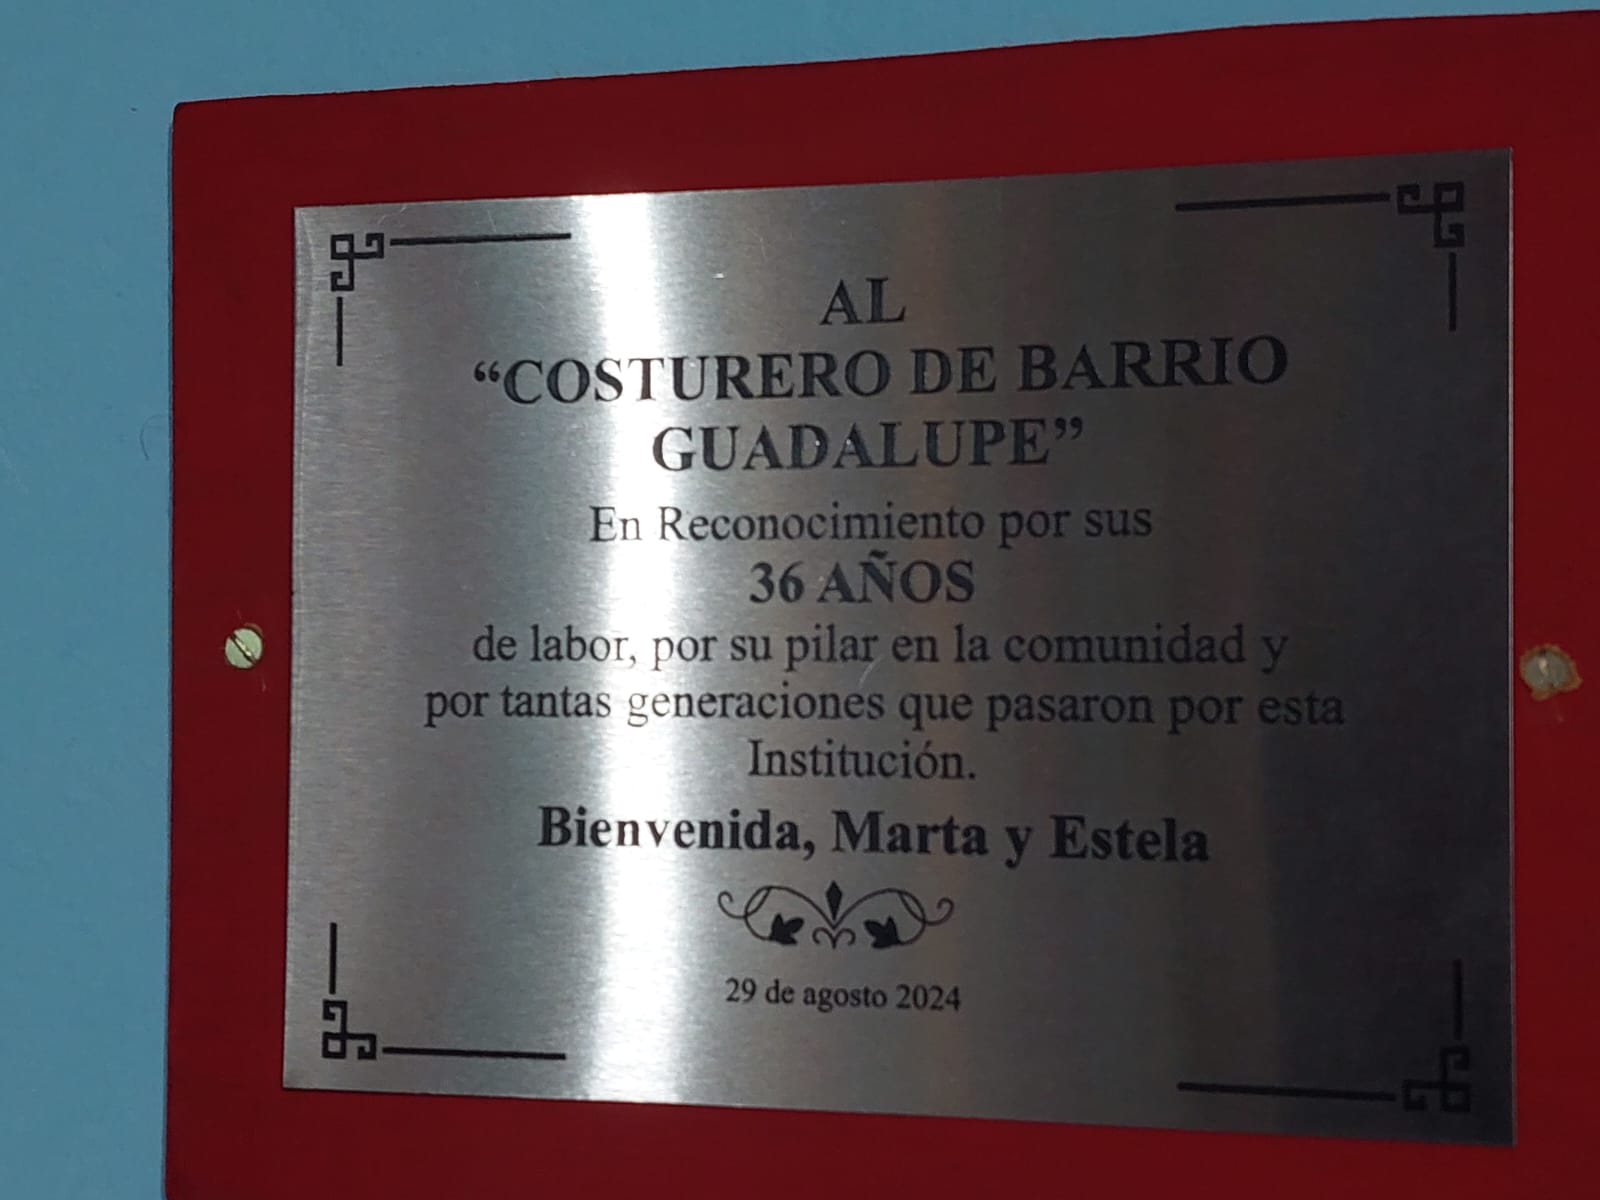 AL
“COSTURERO DE BARRIO
GUADALUPE”
En Reconocimiento por sus
36 AÑOS
de labor, por su pilar en la comunidad y
por tantas generaciones que pasaron por esta
Institución.
Bienvenida, Marta y Estela
29 de agosto 2024